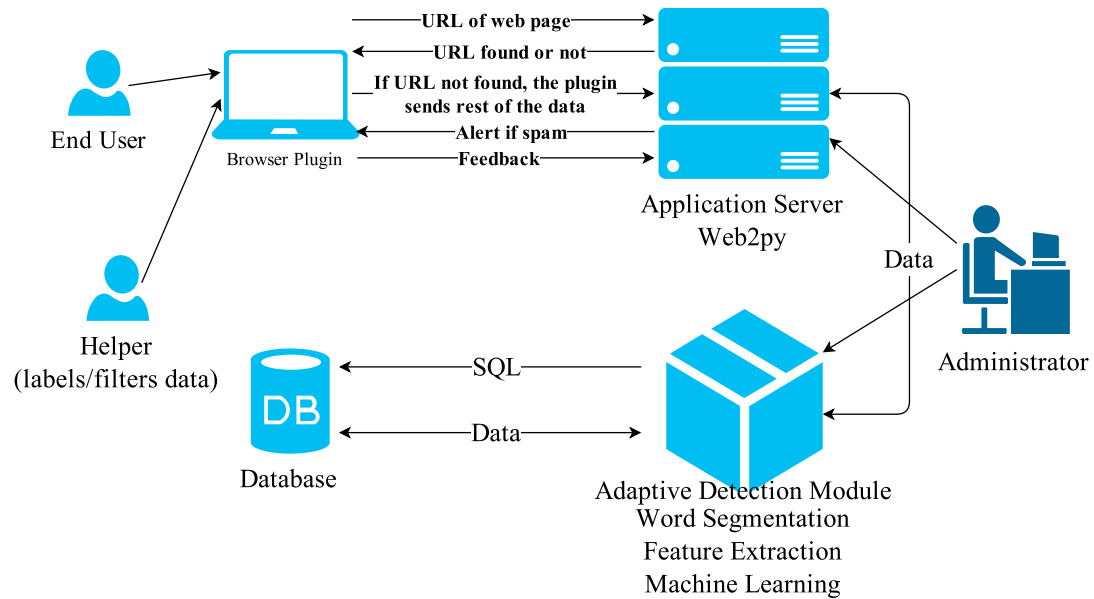 URL of web page
URL found or not
If URL not found, the plugin
sends rest of the data
Alert if spam
Feedback
End User
Browser Plugin
Application Server
Web2py
Data
Helper
(labels/filters data)
Administrator
SQL
DB
Data
Database
Adaptive Detection Module
Word Segmentation
Feature Extraction
Machine Learning